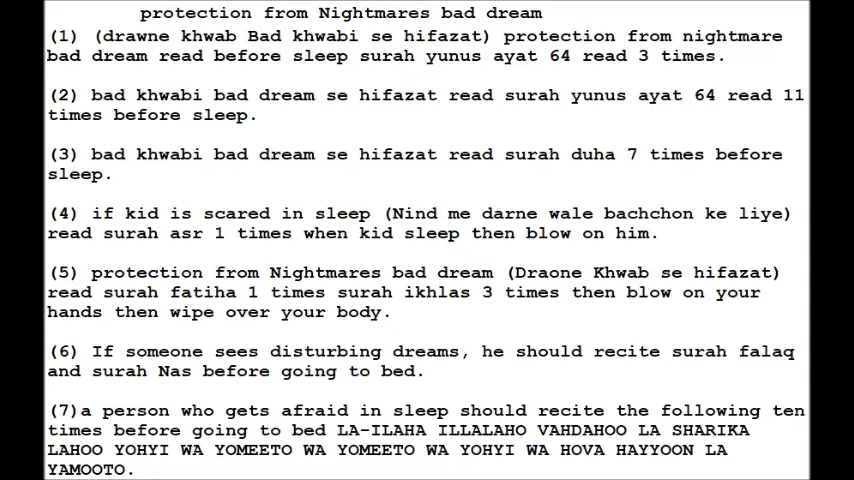 protection from Nightmares bad dream
(1) (drawne khwab Bad khwabi se hifazat) protection from nightmare
bad dream read before sleep surah yunus ayat 64 read 3 times.
(2) bad khwabi bad dream se hifazat read surah yunus ayat 64 read 11
times before sleep.
(3) bad khwabi bad dream se hifazat read surah duha 7 times before
sleep.
(4) if kid is scared in sleep (Nind me darne wale bachchon ke liye)
read surah asr 1 times when kid sleep then blow on him.
(5) protection from Nightmares bad dream (Draone Khwab se hifazat)
read surah fatiha 1 times surah ikhlas 3 times then blow on your
hands then wipe over your body.
(6) If someone sees disturbing dreams, he should recite surah falaq
and surah Nas before going to bed.
(7)a person who gets afraid in sleep should recite the following ten
times before going to bed LA-ILAHA ILLALAHO VAHDAHOO LA SHARIKA
LAHOO YOHYI WA YOMEETO WA YOMEETO WA YOHYI WA HOVA HAYYOON LA
YAMOOTO.